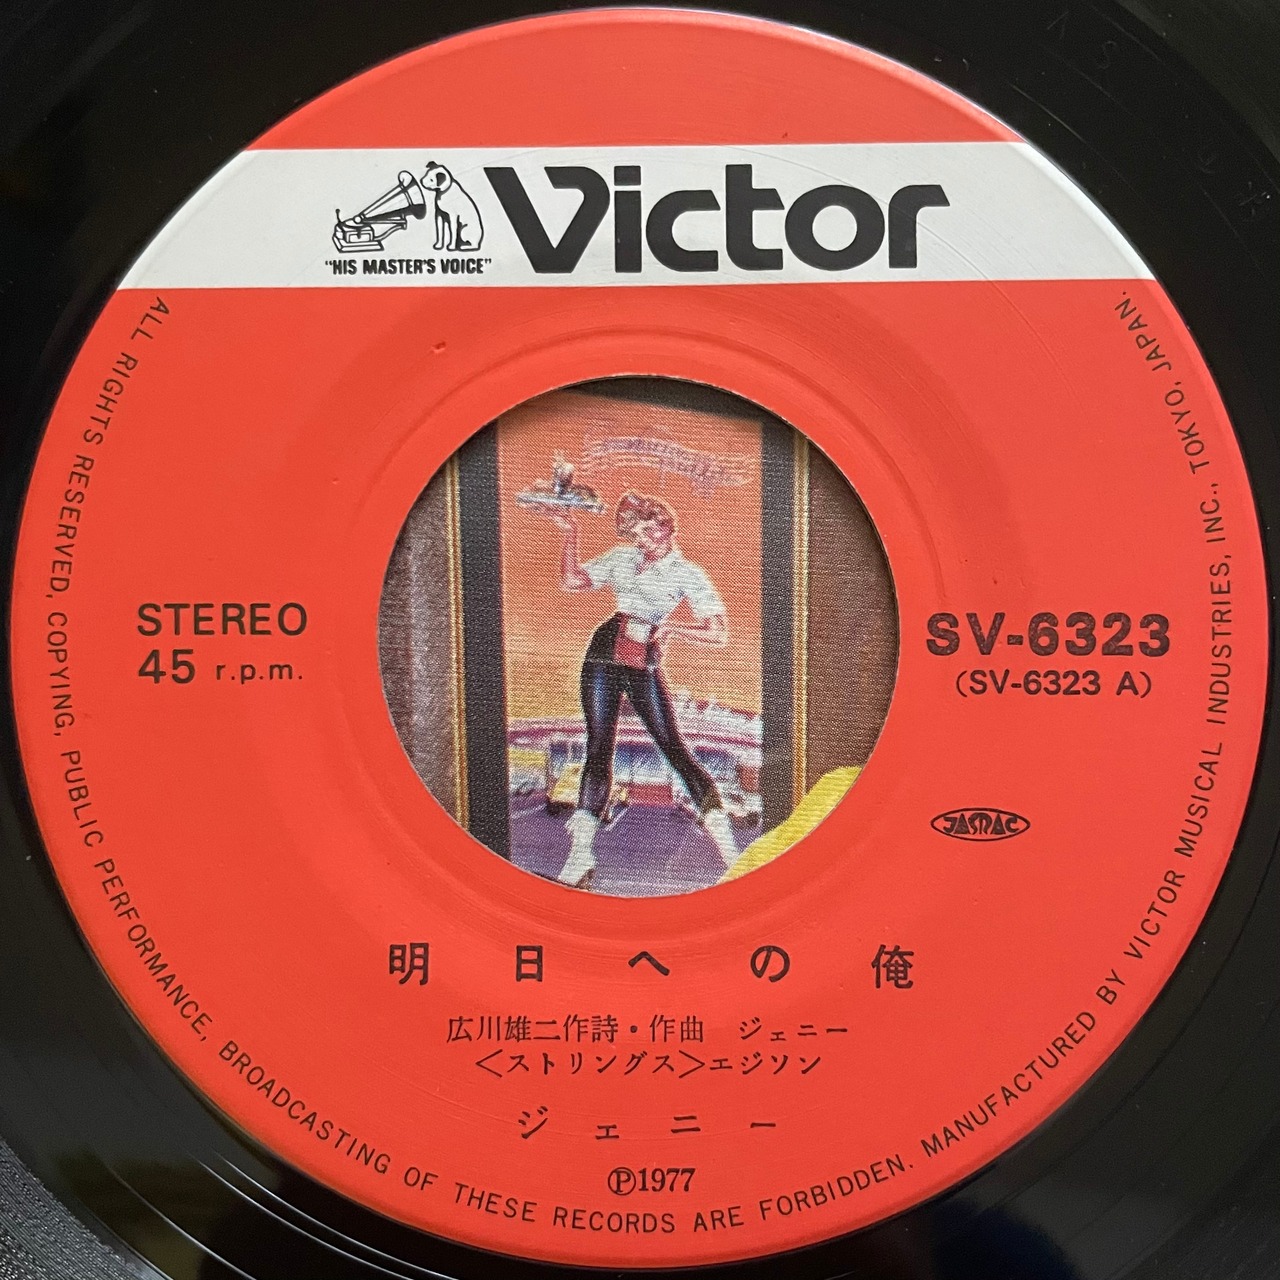 Victor
"HIS MASTER'S VOICE"
STEREO
45 r.p.m.
SV-6323
(SV-6323 A)
JASRAC
明日への俺
広川雄二作詩・作曲 ジェニー
<ストリングス>エジソン
ジェニー
Ⓟ1977
ALL RIGHTS RESERVED, COPYING, PUBLIC PERFORMANCE, BROADCASTING OF THESE RECORDS ARE FORBIDDEN. MANUFACTURED BY VICTOR MUSICAL INDUSTRIES, INC., TOKYO, JAPAN.